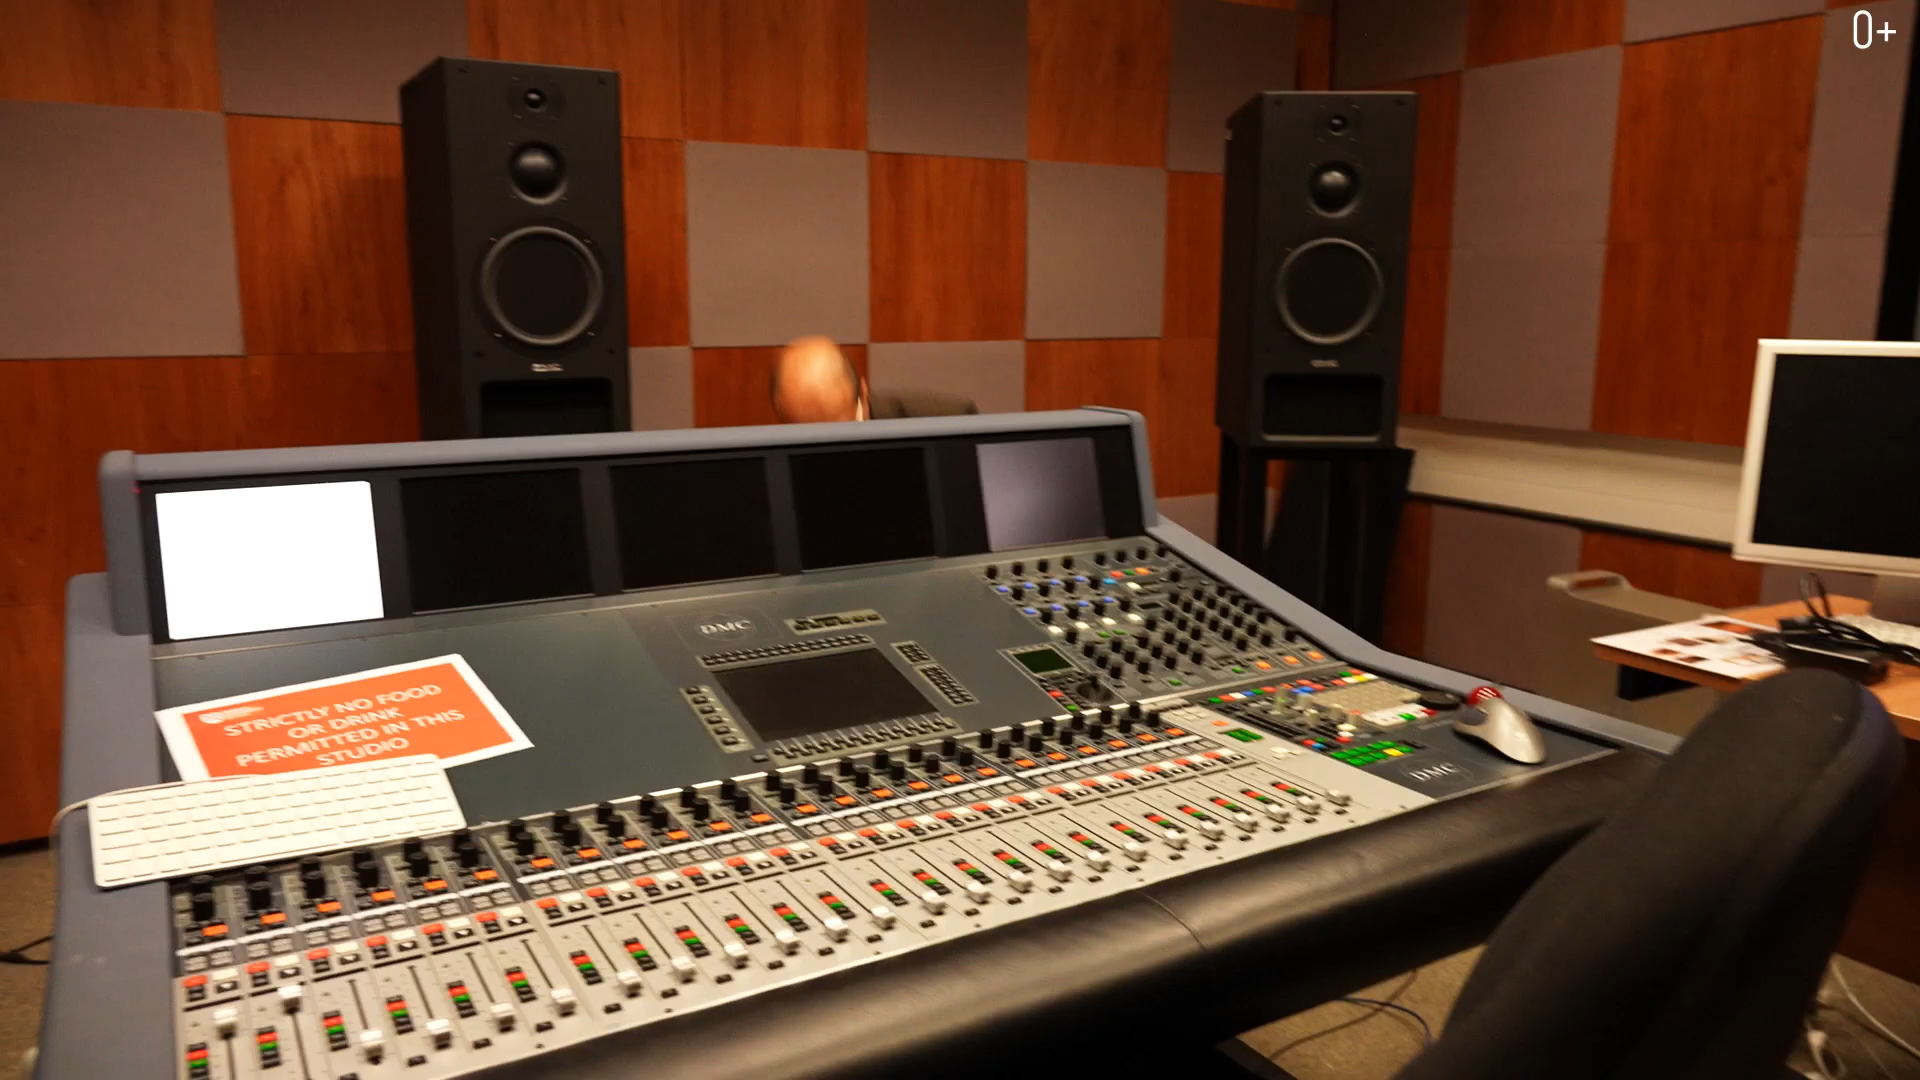 0+
DMC
STRICTLY NO FOOD
OR DRINK
PERMITTED IN THIS
STUDIO
DMC